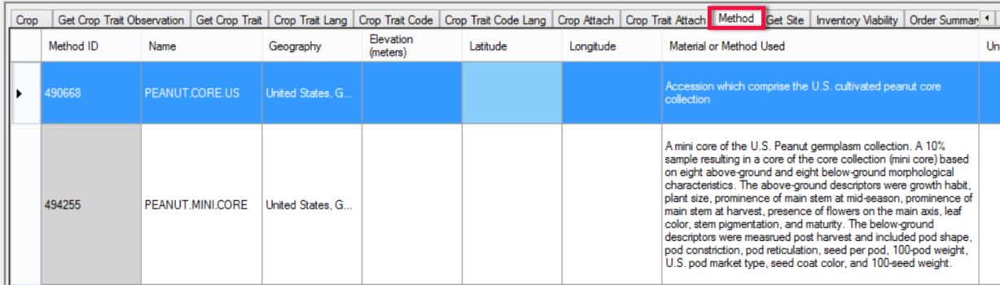 Crop Get Crop Trait Observation Get Crop Trait Crop Trait Lang Crop Trait Code Crop Trait Code Lang Crop Attach Crop Trait Attach Method Get Site Inventory Viability Order Summary
Method ID Name Geography Elevation (meters) Latitude Longitude Material or Method Used Un
490668 PEANUT.CORE.US United States, G...
Accession which comprise the U.S. cultivated peanut core
collection
494255 PEANUT.MINI.CORE United States, G...
A mini core of the U.S. Peanut germplasm collection. A 10%
sample resulting in a core of the core collection (mini core) based
on eight above-ground and eight below-ground morphological
characteristics. The above-ground descriptors were growth habit,
plant size, prominence of main stem at mid-season, prominence of
main stem at harvest, presence of flowers on the main axis, leaf
color, stem pigmentation, and maturity. The below-ground
descriptors were measrued post harvest and included pod shape,
pod constriction, pod reticulation, seed per pod, 100-pod weight,
U.S. pod market type, seed coat color, and 100-seed weight.